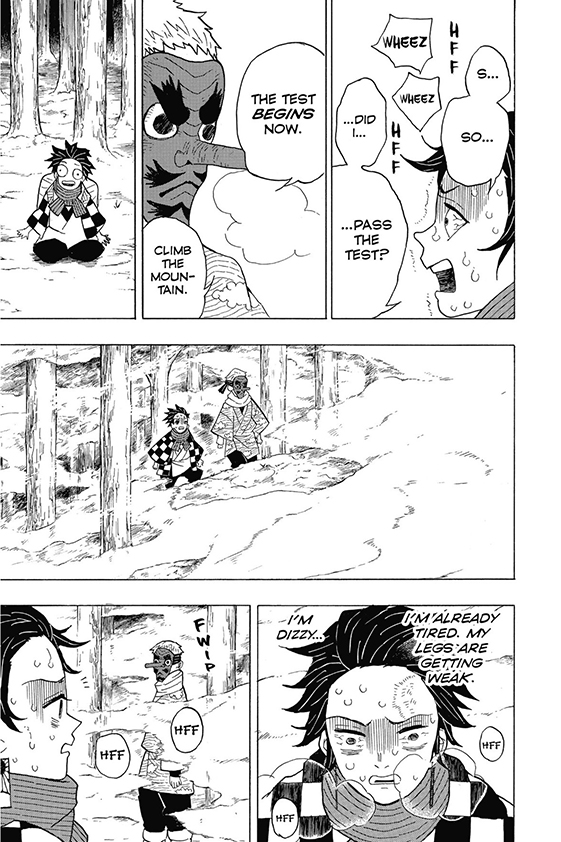 S...
SO...
HFF
WHEEZ
WHEEZ
HFF
...DID
I...
...PASS
THE
TEST?
THE TEST
BEGINS
NOW.
CLIMB
THE
MOUN-
TAIN.
I'M ALREADY
TIRED. MY
LEGS ARE
GETTING
WEAK.
I'M
DIZZY...
HFF
HFF
FWIP
HFF
HFF